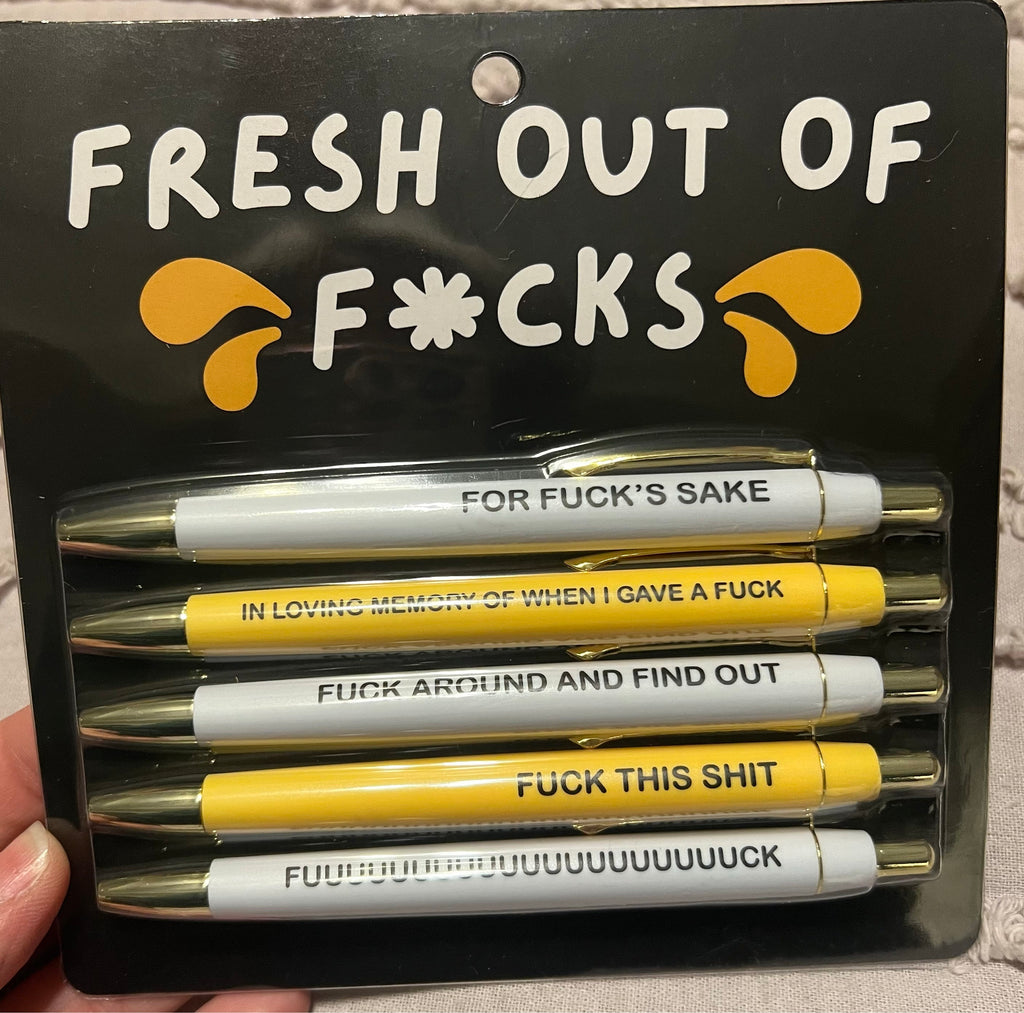 FRESH OUT OF
F*CKS
FOR FUCK'S SAKE
IN LOVING MEMORY OF WHEN I GAVE A FUCK
FUCK AROUND AND FIND OUT
FUCK THIS SHIT
FUUUUUUUUUUUUUUUUUUUUCK